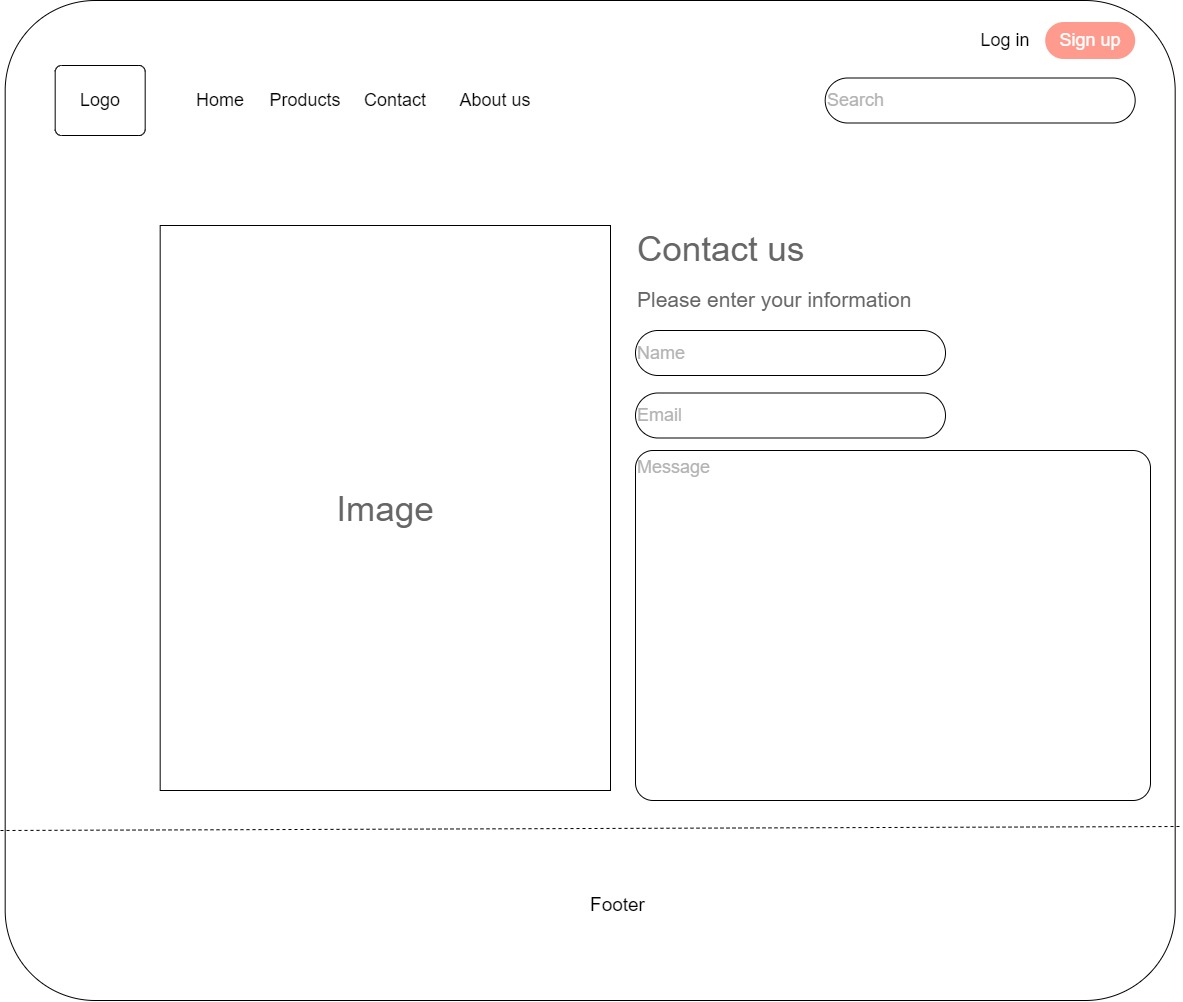 Log in
Sign up
Logo
Home
Products
Contact
About us
Search
Contact us
Please enter your information
Name
Email
Message
Image
Footer